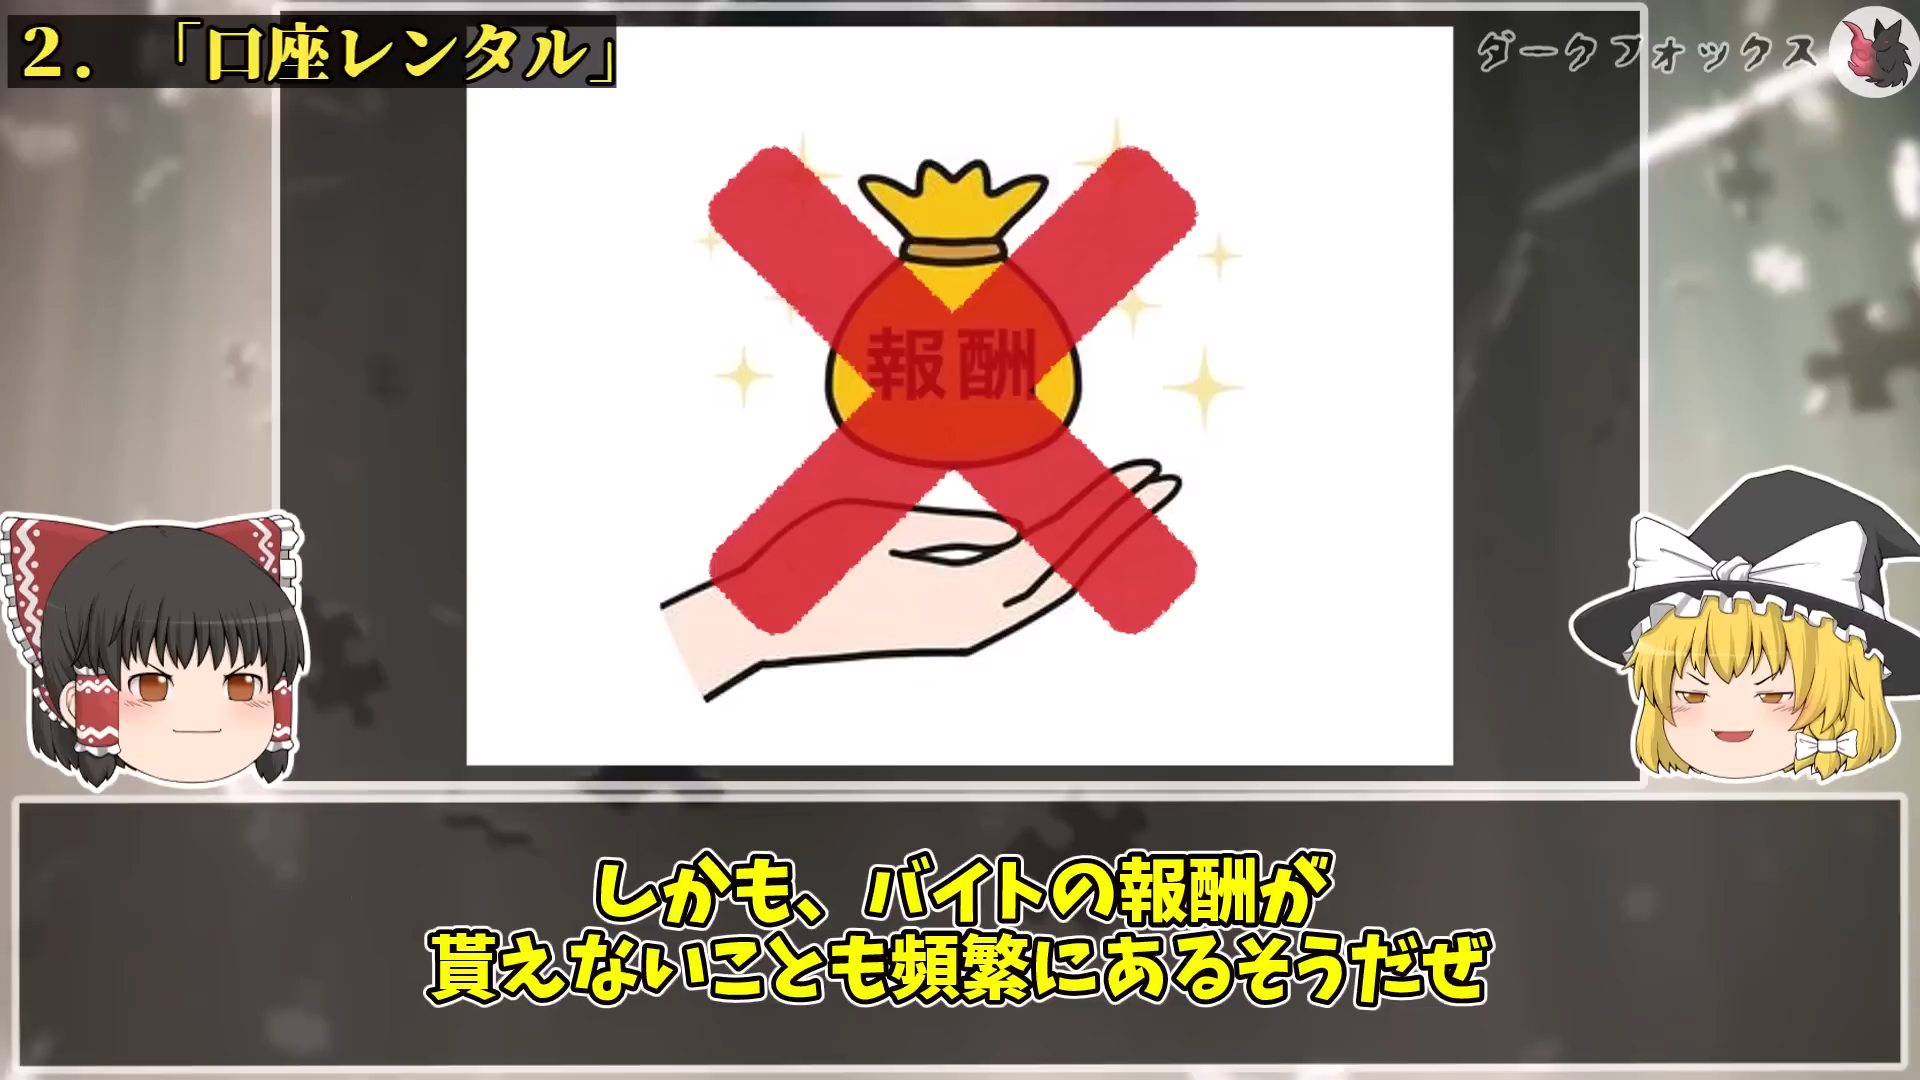 ２．「口座レンタル」
ダークフォックス
報酬
しかも、バイトの報酬が
貰えないことも頻繁にあるそうだぜ